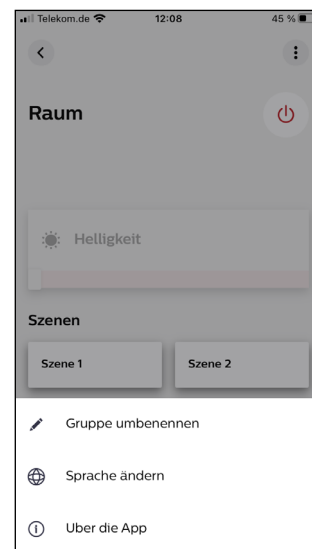 Telekom.de 12:08 45 %
Raum
Helligkeit
Szenen
Szene 1 Szene 2
Gruppe umbenennen
Sprache ändern
Uber die App